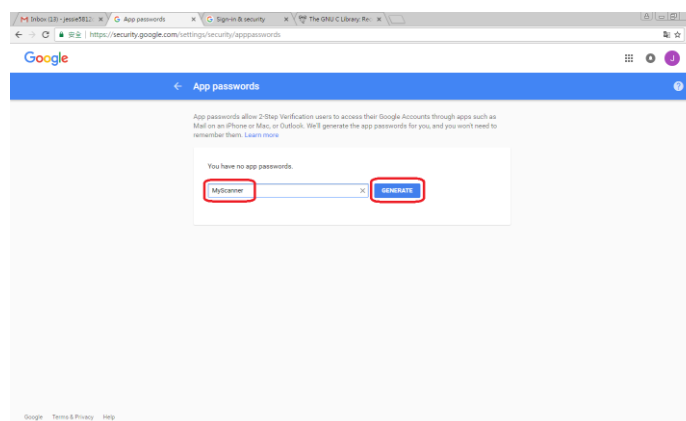 Inbox (13) - jessie5812
App passwords
Sign-in & security
The GNU C Library: Re
安全 | https://security.google.com/settings/security/apppasswords
Google
J
App passwords
App passwords allow 2-Step Verification users to access their Google Accounts through apps such as
Mail on an iPhone or Mac, or Outlook. We'll generate the app passwords for you, and you won't need to
remember them. Learn more
You have no app passwords.
MyScanner
GENERATE
Google Terms & Privacy Help